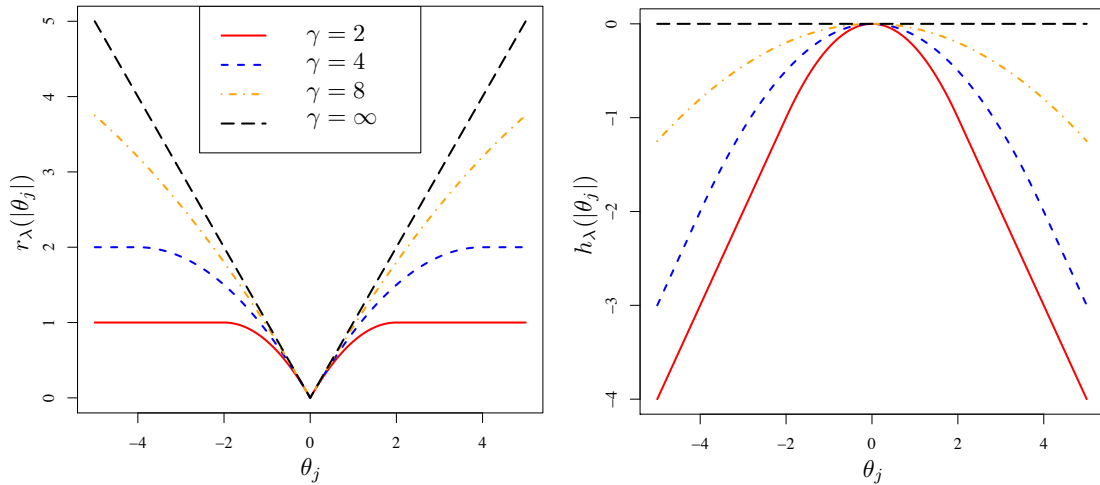 γ = 2
γ = 4
γ = 8
γ = ∞
r_λ(|θ_j|)
5
4
3
2
1
0
−4 −2 0 2 4
θ_j
h_λ(|θ_j|)
0
−1
−2
−3
−4
−4 −2 0 2 4
θ_j